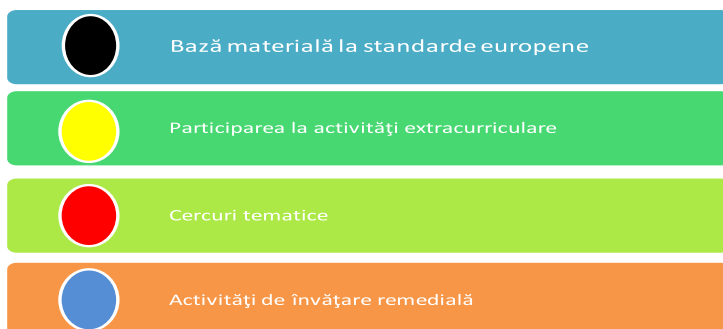 Bază materială la standarde europene
Participarea la activităţi extracurriculare
Cercuri tematice
Activităţi de învăţare remedială